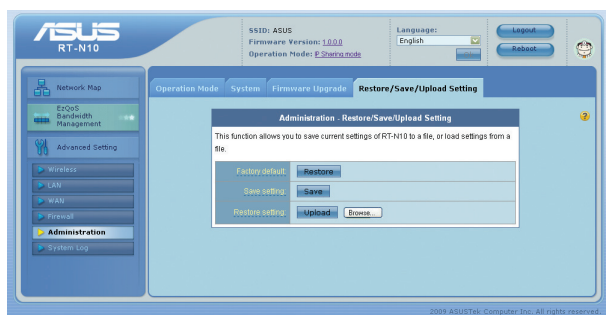 ASUS
RT-N10
SSID: ASUS
Firmware Version: 1.0.0.0
Operation Mode: IP Sharing mode
Language:
English
Logout
Reboot
Network Map
EzQoS
Bandwidth
Management
Advanced Setting
Wireless
LAN
WAN
Firewall
Administration
System Log
Operation Mode System Firmware Upgrade Restore/Save/Upload Setting
Administration - Restore/Save/Upload Setting
This function allows you to save current settings of RT-N10 to a file, or load settings from a
file.
Factory default: Restore
Save setting: Save
Restore setting: Upload Browse...
2009 ASUSTek Computer Inc. All rights reserved.